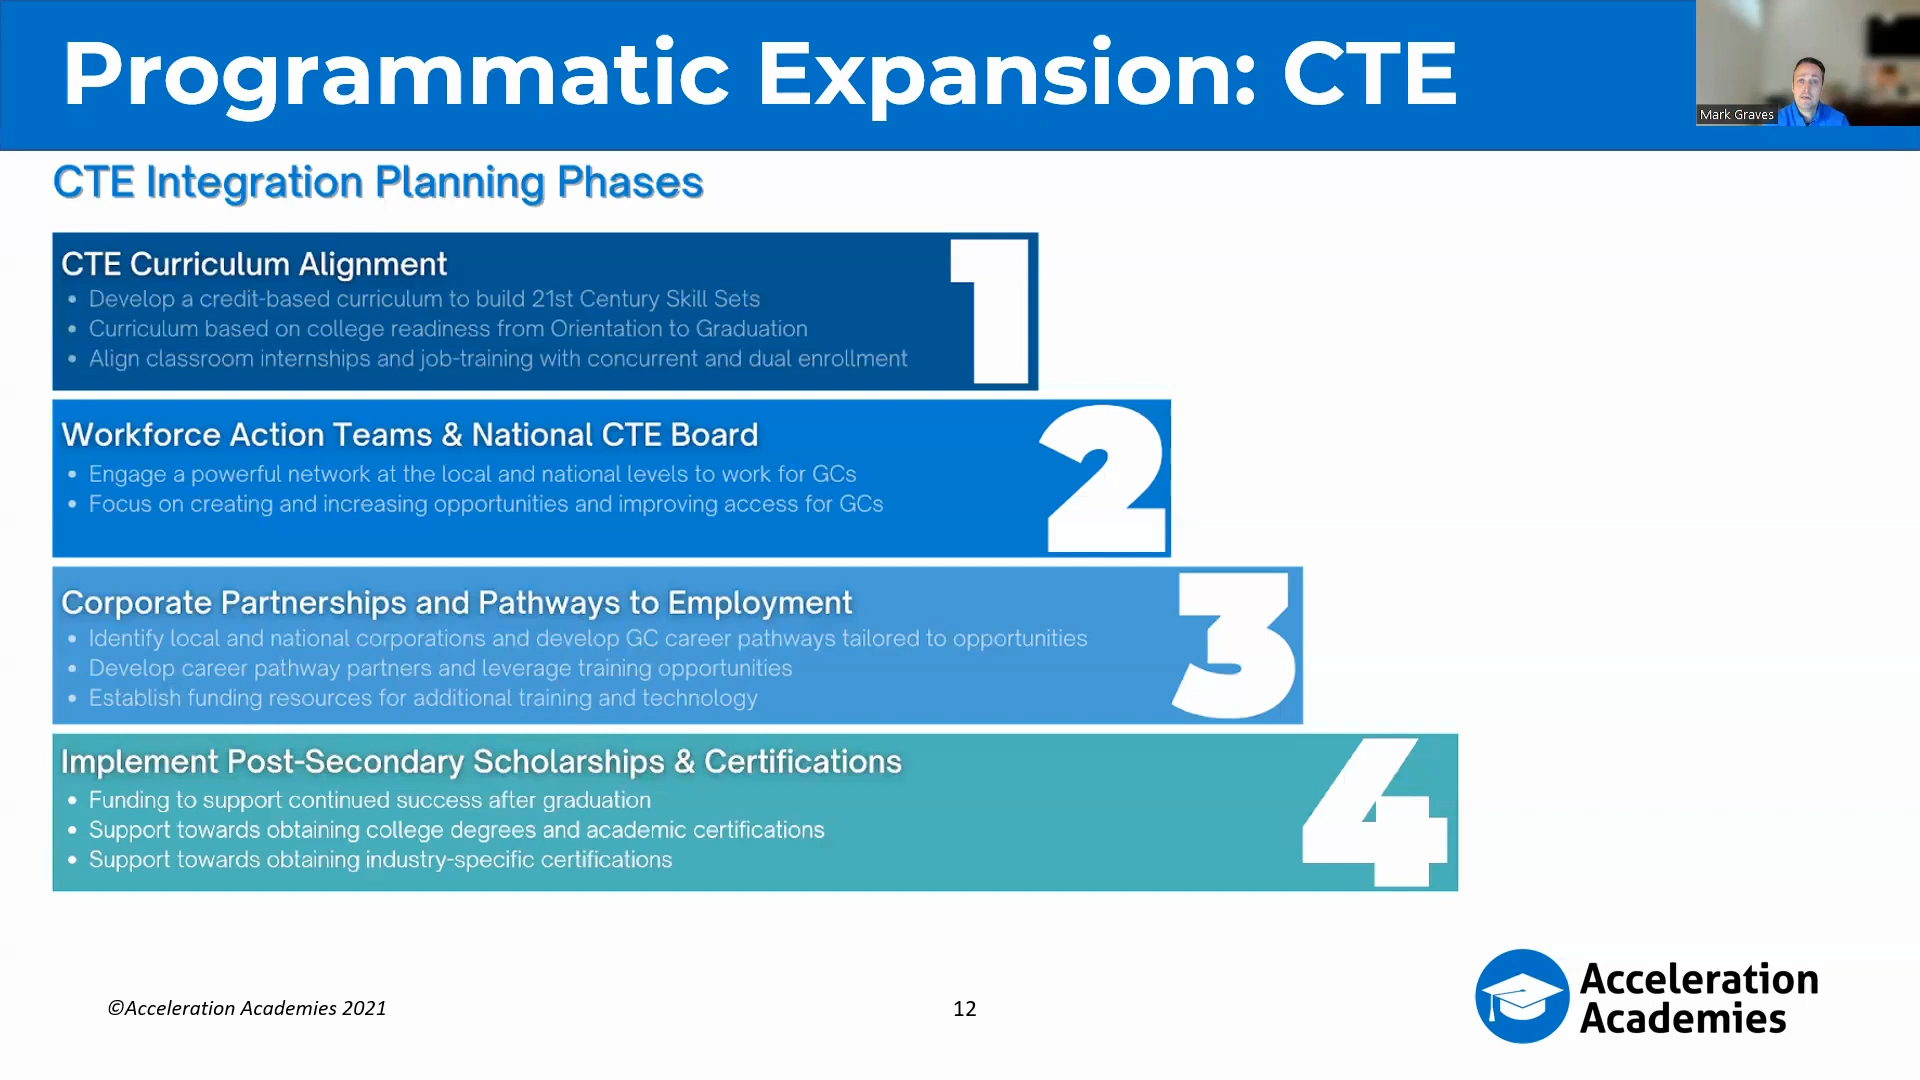 Programmatic Expansion: CTE
Mark Graves
CTE Integration Planning Phases
CTE Curriculum Alignment
1
• Develop a credit-based curriculum to build 21st Century Skill Sets
• Curriculum based on college readiness from Orientation to Graduation
• Align classroom internships and job-training with concurrent and dual enrollment
Workforce Action Teams & National CTE Board
2
• Engage a powerful network at the local and national levels to work for GCs
• Focus on creating and increasing opportunities and improving access for GCs
Corporate Partnerships and Pathways to Employment
3
• Identify local and national corporations and develop GC career pathways tailored to opportunities
• Develop career pathway partners and leverage training opportunities
• Establish funding resources for additional training and technology
Implement Post-Secondary Scholarships & Certifications
4
• Funding to support continued success after graduation
• Support towards obtaining college degrees and academic certifications
• Support towards obtaining industry-specific certifications
©Acceleration Academies 2021
12
Acceleration
Academies